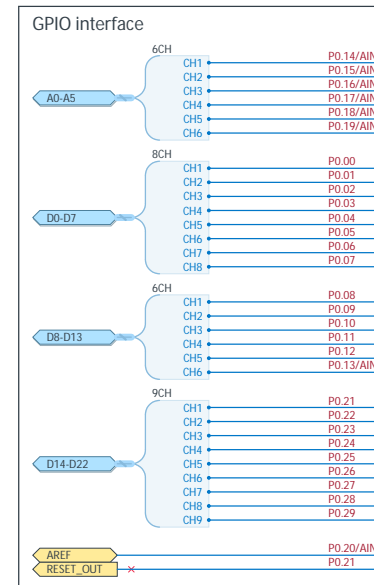 GPIO interface
6CH
CH1 P0.14/AIN
CH2 P0.15/AIN
CH3 P0.16/AIN
A0-A5
CH4 P0.17/AIN
CH5 P0.18/AIN
CH6 P0.19/AIN
8CH
CH1 P0.00
CH2 P0.01
CH3 P0.02
CH4 P0.03
D0-D7
CH5 P0.04
CH6 P0.05
CH7 P0.06
CH8 P0.07
6CH
CH1 P0.08
CH2 P0.09
CH3 P0.10
D8-D13
CH4 P0.11
CH5 P0.12
CH6 P0.13/AIN
9CH
CH1 P0.21
CH2 P0.22
CH3 P0.23
CH4 P0.24
D14-D22
CH5 P0.25
CH6 P0.26
CH7 P0.27
CH8 P0.28
CH9 P0.29
AREF P0.20/AIN
RESET_OUT P0.21